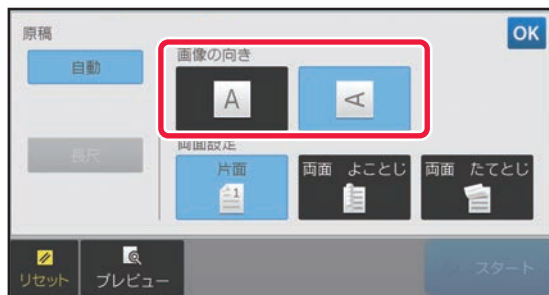 原稿
OK
自動
画像の向き
A
A
長尺
両面設定
片面
両面 よことじ
両面 たてとじ
1
リセット
プレビュー
スタート